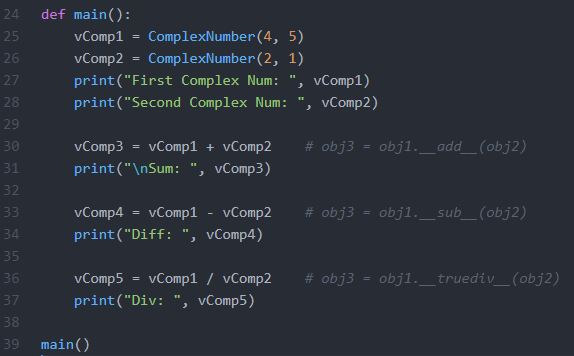 24 def main():
25     vComp1 = ComplexNumber(4, 5)
26     vComp2 = ComplexNumber(2, 1)
27     print("First Complex Num: ", vComp1)
28     print("Second Complex Num: ", vComp2)
29
30     vComp3 = vComp1 + vComp2    # obj3 = obj1.__add__(obj2)
31     print("\nSum: ", vComp3)
32
33     vComp4 = vComp1 - vComp2    # obj3 = obj1.__sub__(obj2)
34     print("Diff: ", vComp4)
35
36     vComp5 = vComp1 / vComp2    # obj3 = obj1.__truediv__(obj2)
37     print("Div: ", vComp5)
38
39 main()